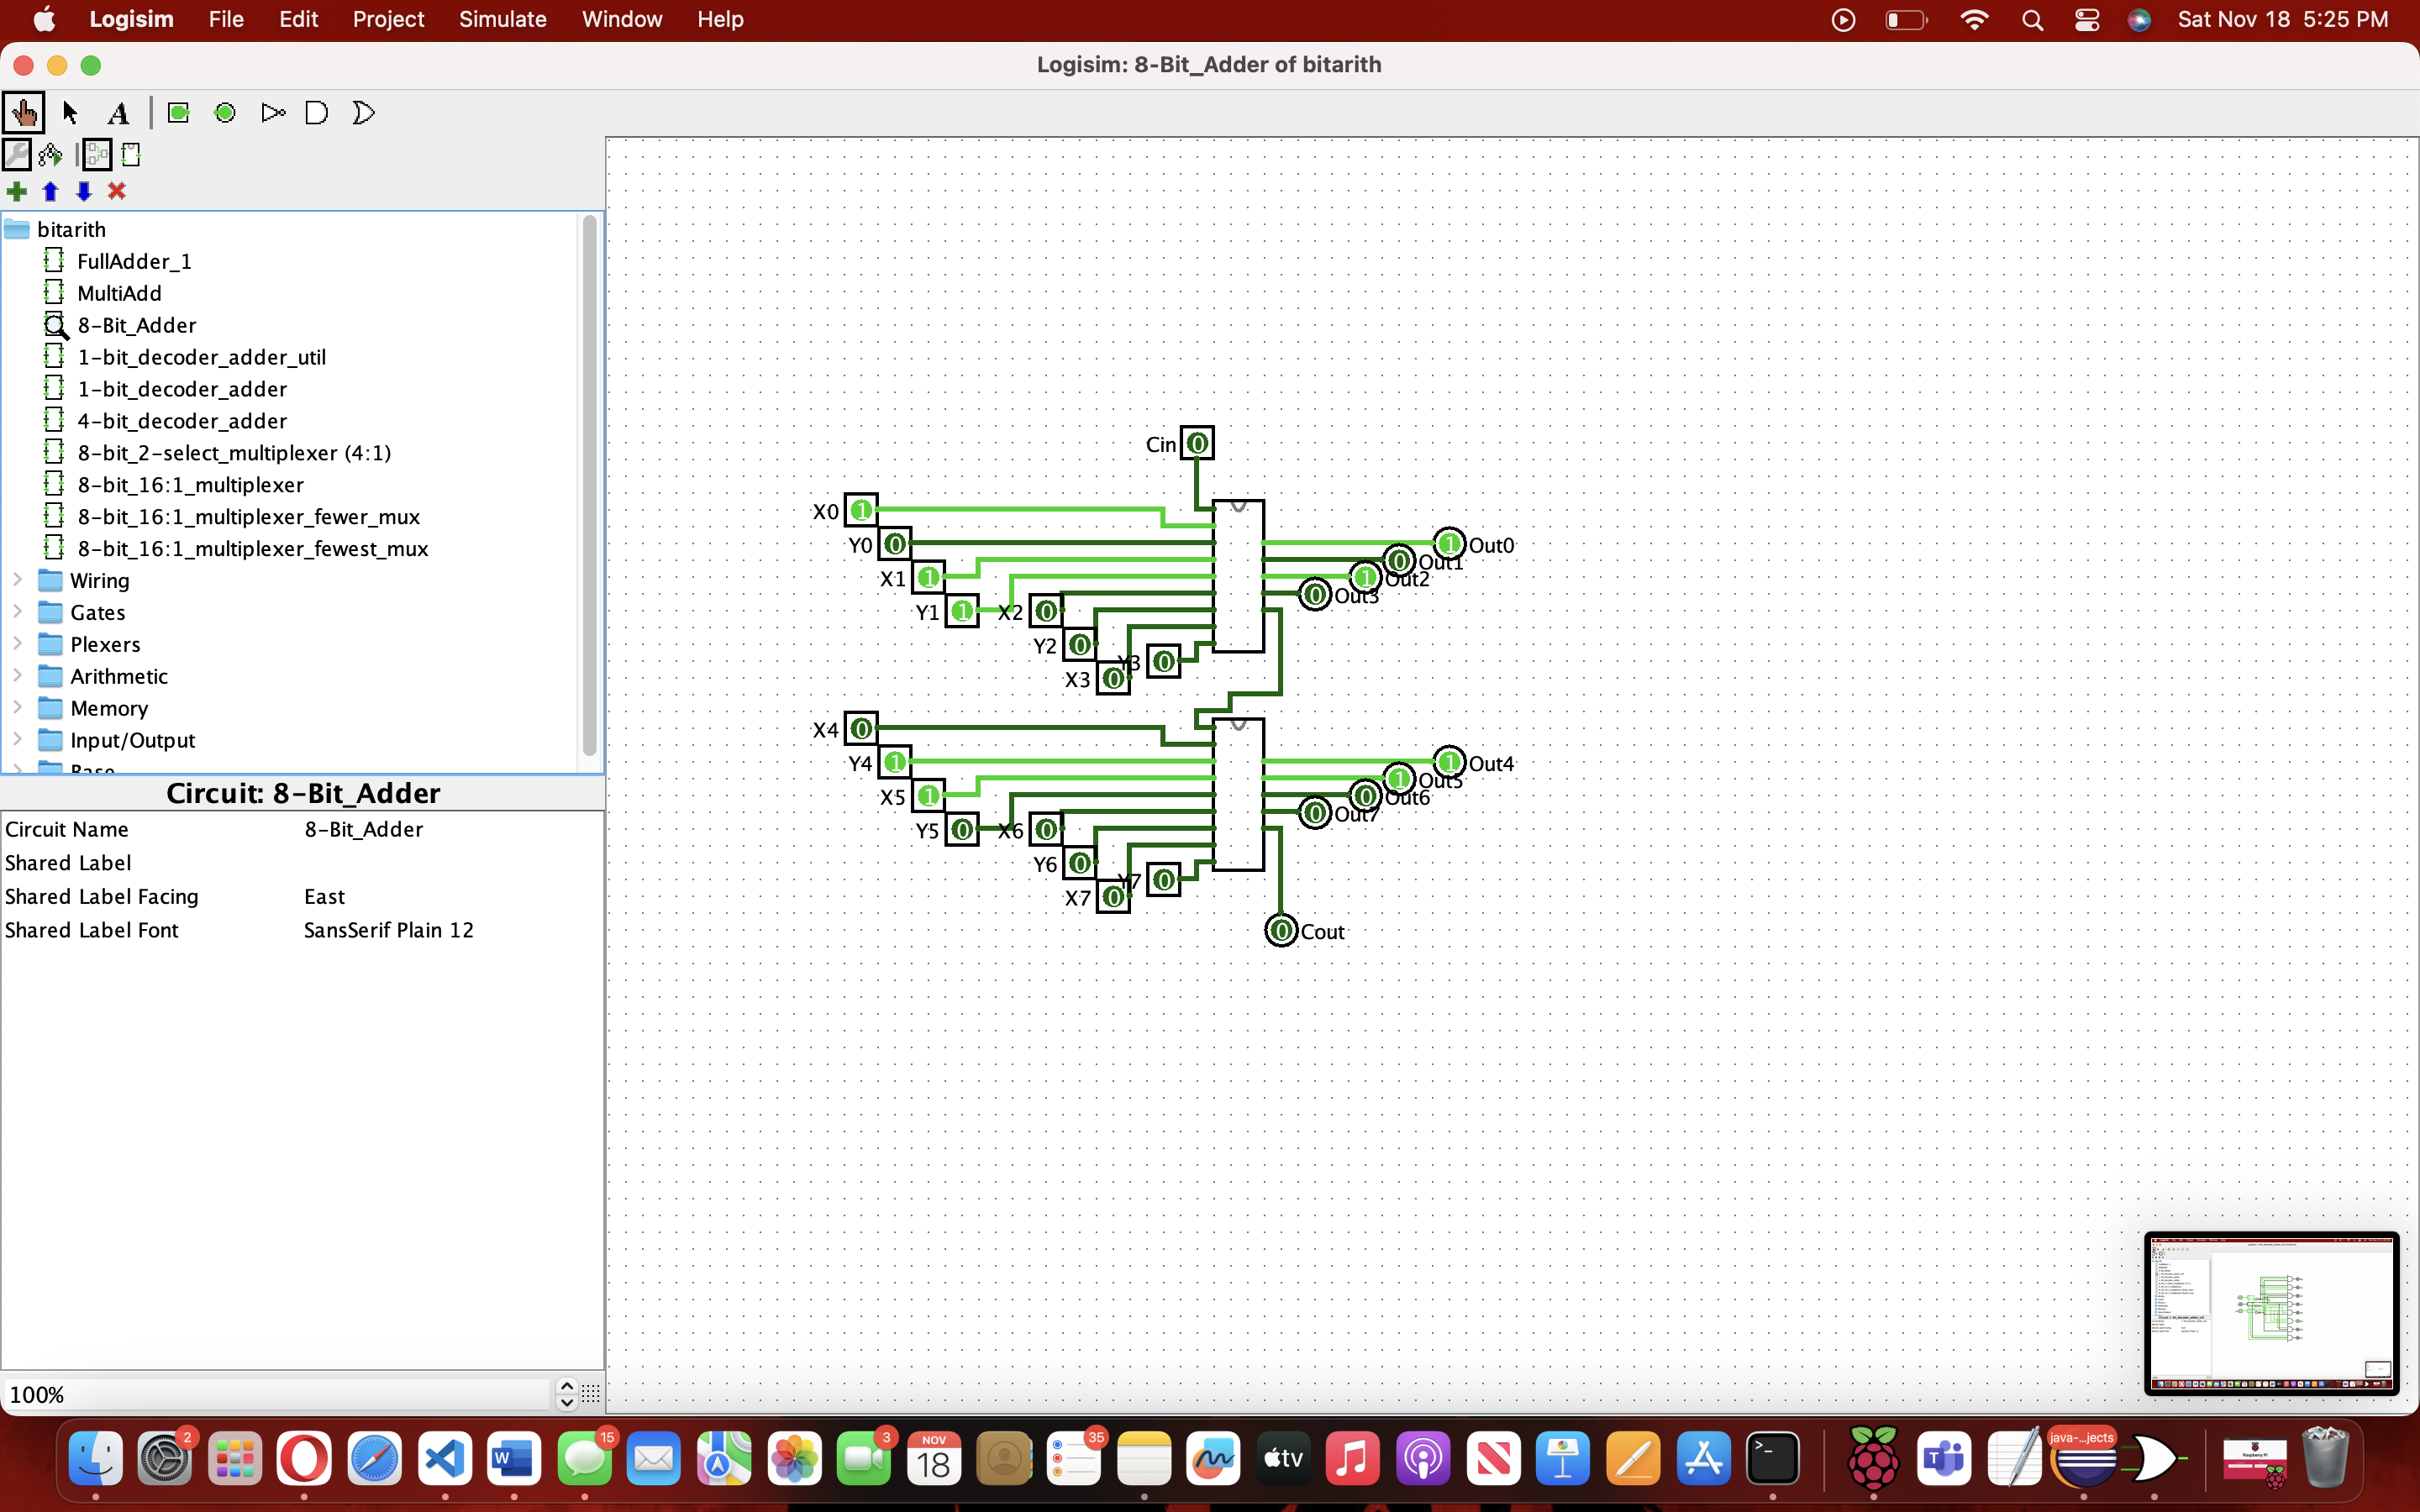 Logisim File Edit Project Simulate Window Help Sat Nov 18 5:25 PM
Logisim: 8-Bit_Adder of bitarith
A
bitarith
FullAdder_1
MultiAdd
8-Bit_Adder
1-bit_decoder_adder_util
1-bit_decoder_adder
4-bit_decoder_adder
8-bit_2-select_multiplexer (4:1)
8-bit_16:1_multiplexer
8-bit_16:1_multiplexer_fewer_mux
8-bit_16:1_multiplexer_fewest_mux
Wiring
Gates
Plexers
Arithmetic
Memory
Input/Output
Base
Circuit: 8-Bit_Adder
Circuit Name 8-Bit_Adder
Shared Label
Shared Label Facing East
Shared Label Font SansSerif Plain 12
100%
Cin 0
X0 1
Y0 0 1 Out0
X1 1 0 Out1
1 Out2
Y1 1 X2 0 0 Out3
Y2 0
X3 0 Y3 0
X4 0
Y4 1 1 Out4
X5 1 1 Out5
0 Out6
Y5 0 X6 0 0 Out7
Y6 0
X7 0 Y7 0
0 Cout
2 15 3 NOV 18 35 tv >_ java-...jects
W
Raspberry Pi